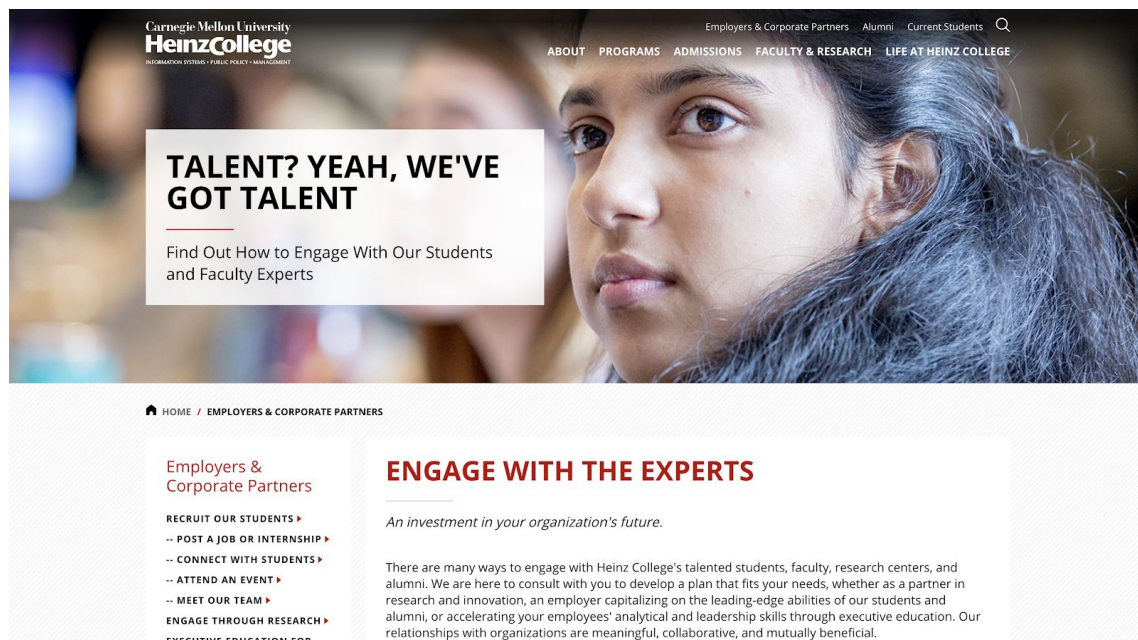 Carnegie Mellon University
HeinzCollege
INFORMATION SYSTEMS • PUBLIC POLICY • MANAGEMENT
Employers & Corporate Partners Alumni Current Students
ABOUT PROGRAMS ADMISSIONS FACULTY & RESEARCH LIFE AT HEINZ COLLEGE
TALENT? YEAH, WE'VE
GOT TALENT
Find Out How to Engage With Our Students
and Faculty Experts
HOME / EMPLOYERS & CORPORATE PARTNERS
Employers &
Corporate Partners
RECRUIT OUR STUDENTS
-- POST A JOB OR INTERNSHIP
-- CONNECT WITH STUDENTS
-- ATTEND AN EVENT
-- MEET OUR TEAM
ENGAGE THROUGH RESEARCH
EXECUTIVE EDUCATION FOR
ENGAGE WITH THE EXPERTS
An investment in your organization's future.
There are many ways to engage with Heinz College's talented students, faculty, research centers, and
alumni. We are here to consult with you to develop a plan that fits your needs, whether as a partner in
research and innovation, an employer capitalizing on the leading-edge abilities of our students and
alumni, or accelerating your employees' analytical and leadership skills through executive education. Our
relationships with organizations are meaningful, collaborative, and mutually beneficial.